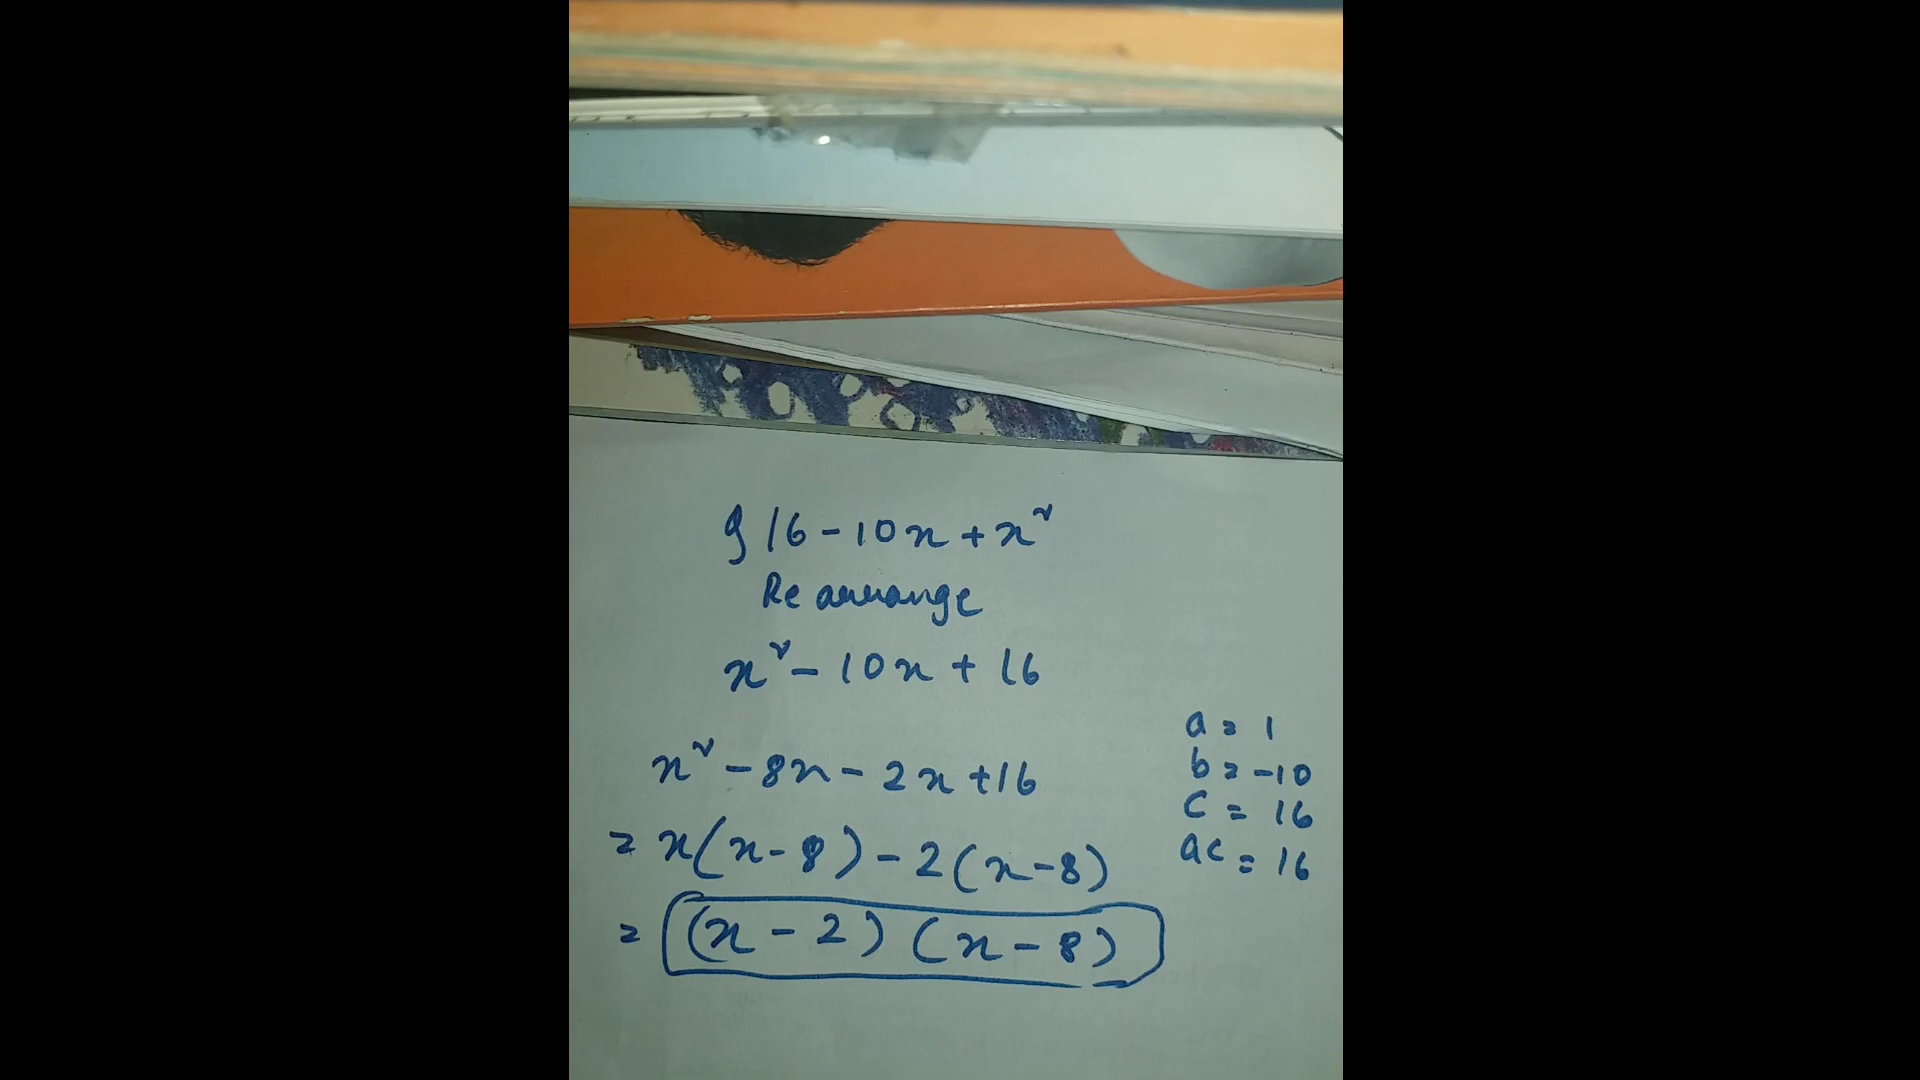 g 16 - 10x + x²
Re arrange
x² - 10x + 16
x² - 8x - 2x + 16
= x(x - 8) - 2(x - 8)
= (x - 2) (x - 8)
a = 1
b = -10
c = 16
ac = 16